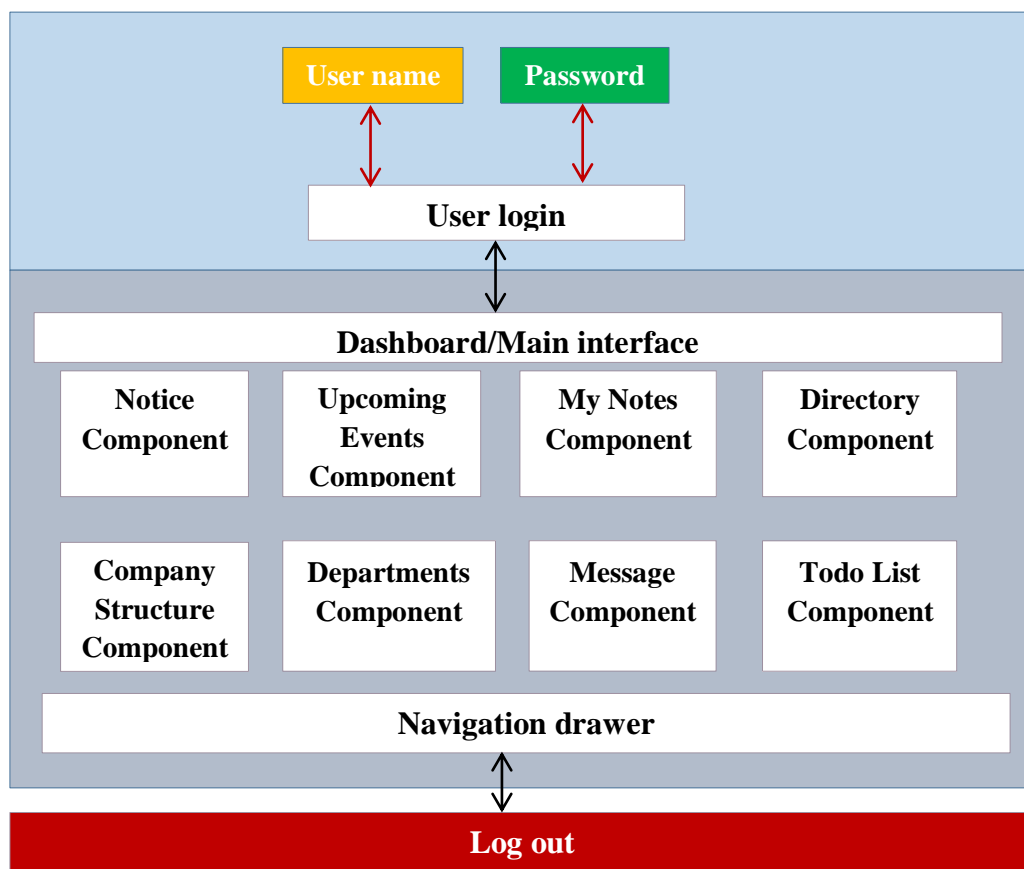 User name
Password
User login
Dashboard/Main interface
Notice
Component
Upcoming
Events
Component
My Notes
Component
Directory
Component
Company
Structure
Component
Departments
Component
Message
Component
Todo List
Component
Navigation drawer
Log out